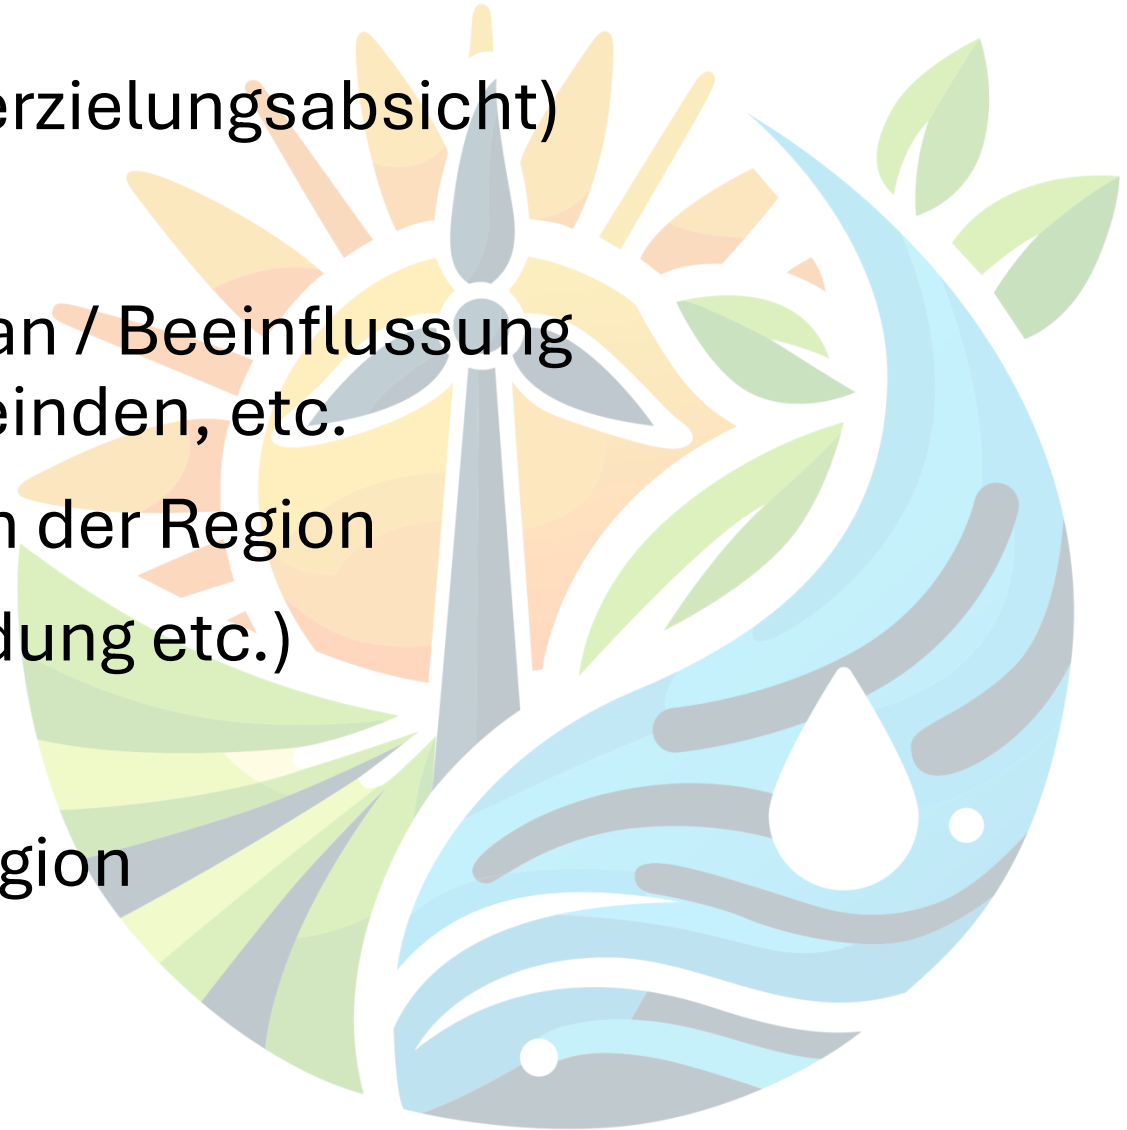 erzielungsabsicht)
an / Beeinflussung
einden, etc.
n der Region
dung etc.)
gion